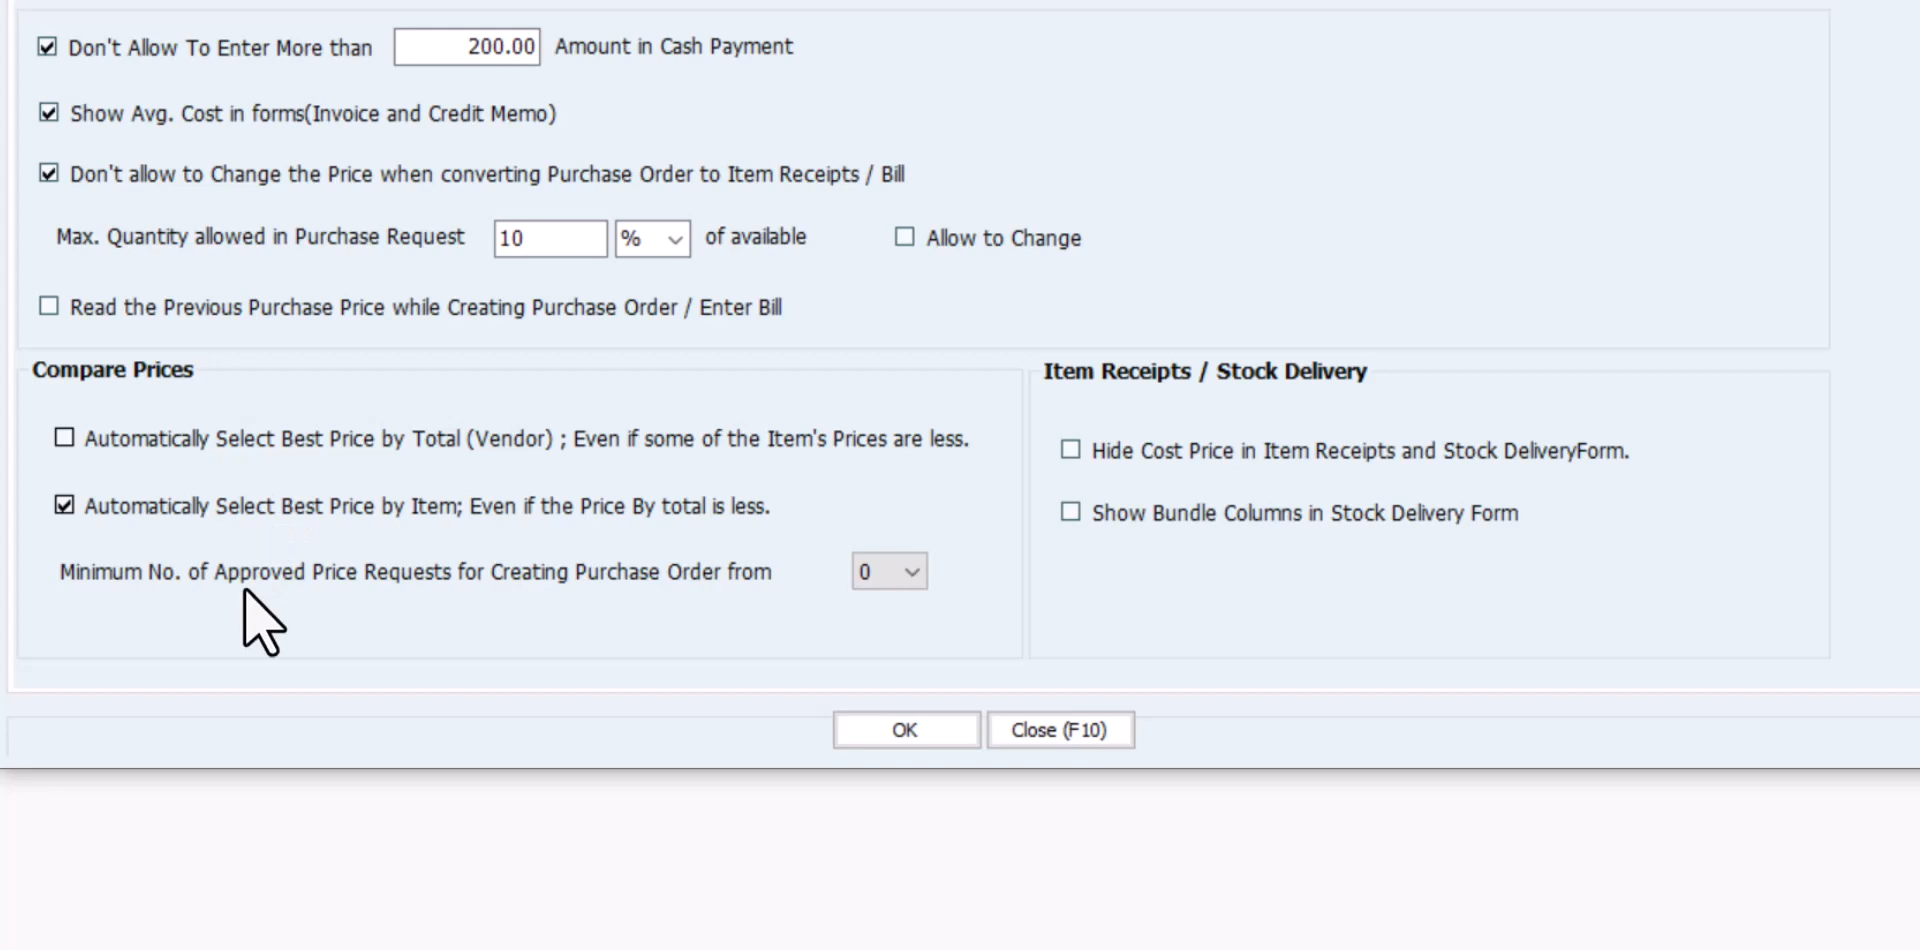 Don't Allow To Enter More than 200.00 Amount in Cash Payment
Show Avg. Cost in forms(Invoice and Credit Memo)
Don't allow to Change the Price when converting Purchase Order to Item Receipts / Bill
Max. Quantity allowed in Purchase Request 10 % of available Allow to Change
Read the Previous Purchase Price while Creating Purchase Order / Enter Bill
Compare Prices
Automatically Select Best Price by Total (Vendor) ; Even if some of the Item's Prices are less.
Automatically Select Best Price by Item; Even if the Price By total is less.
Minimum No. of Approved Price Requests for Creating Purchase Order from 0
Item Receipts / Stock Delivery
Hide Cost Price in Item Receipts and Stock DeliveryForm.
Show Bundle Columns in Stock Delivery Form
OK Close (F10)